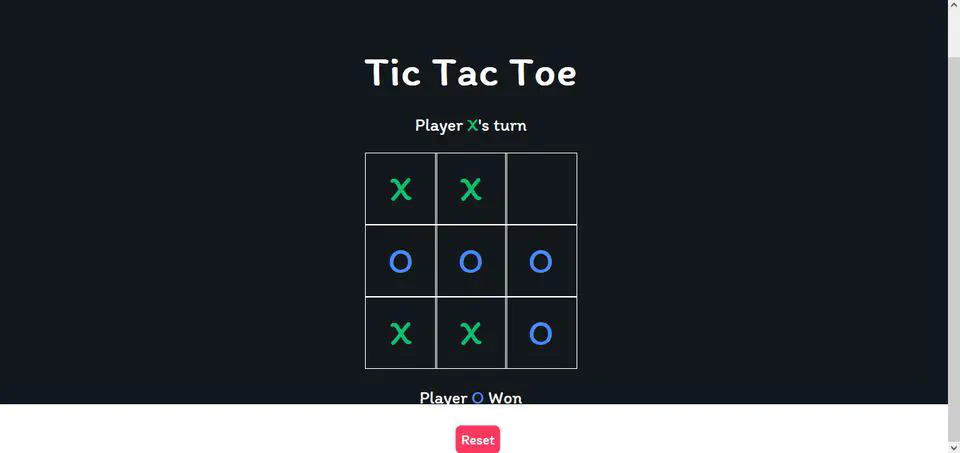 Tic Tac Toe
Player X's turn
X X
O O O
X X O
Player O Won
Reset